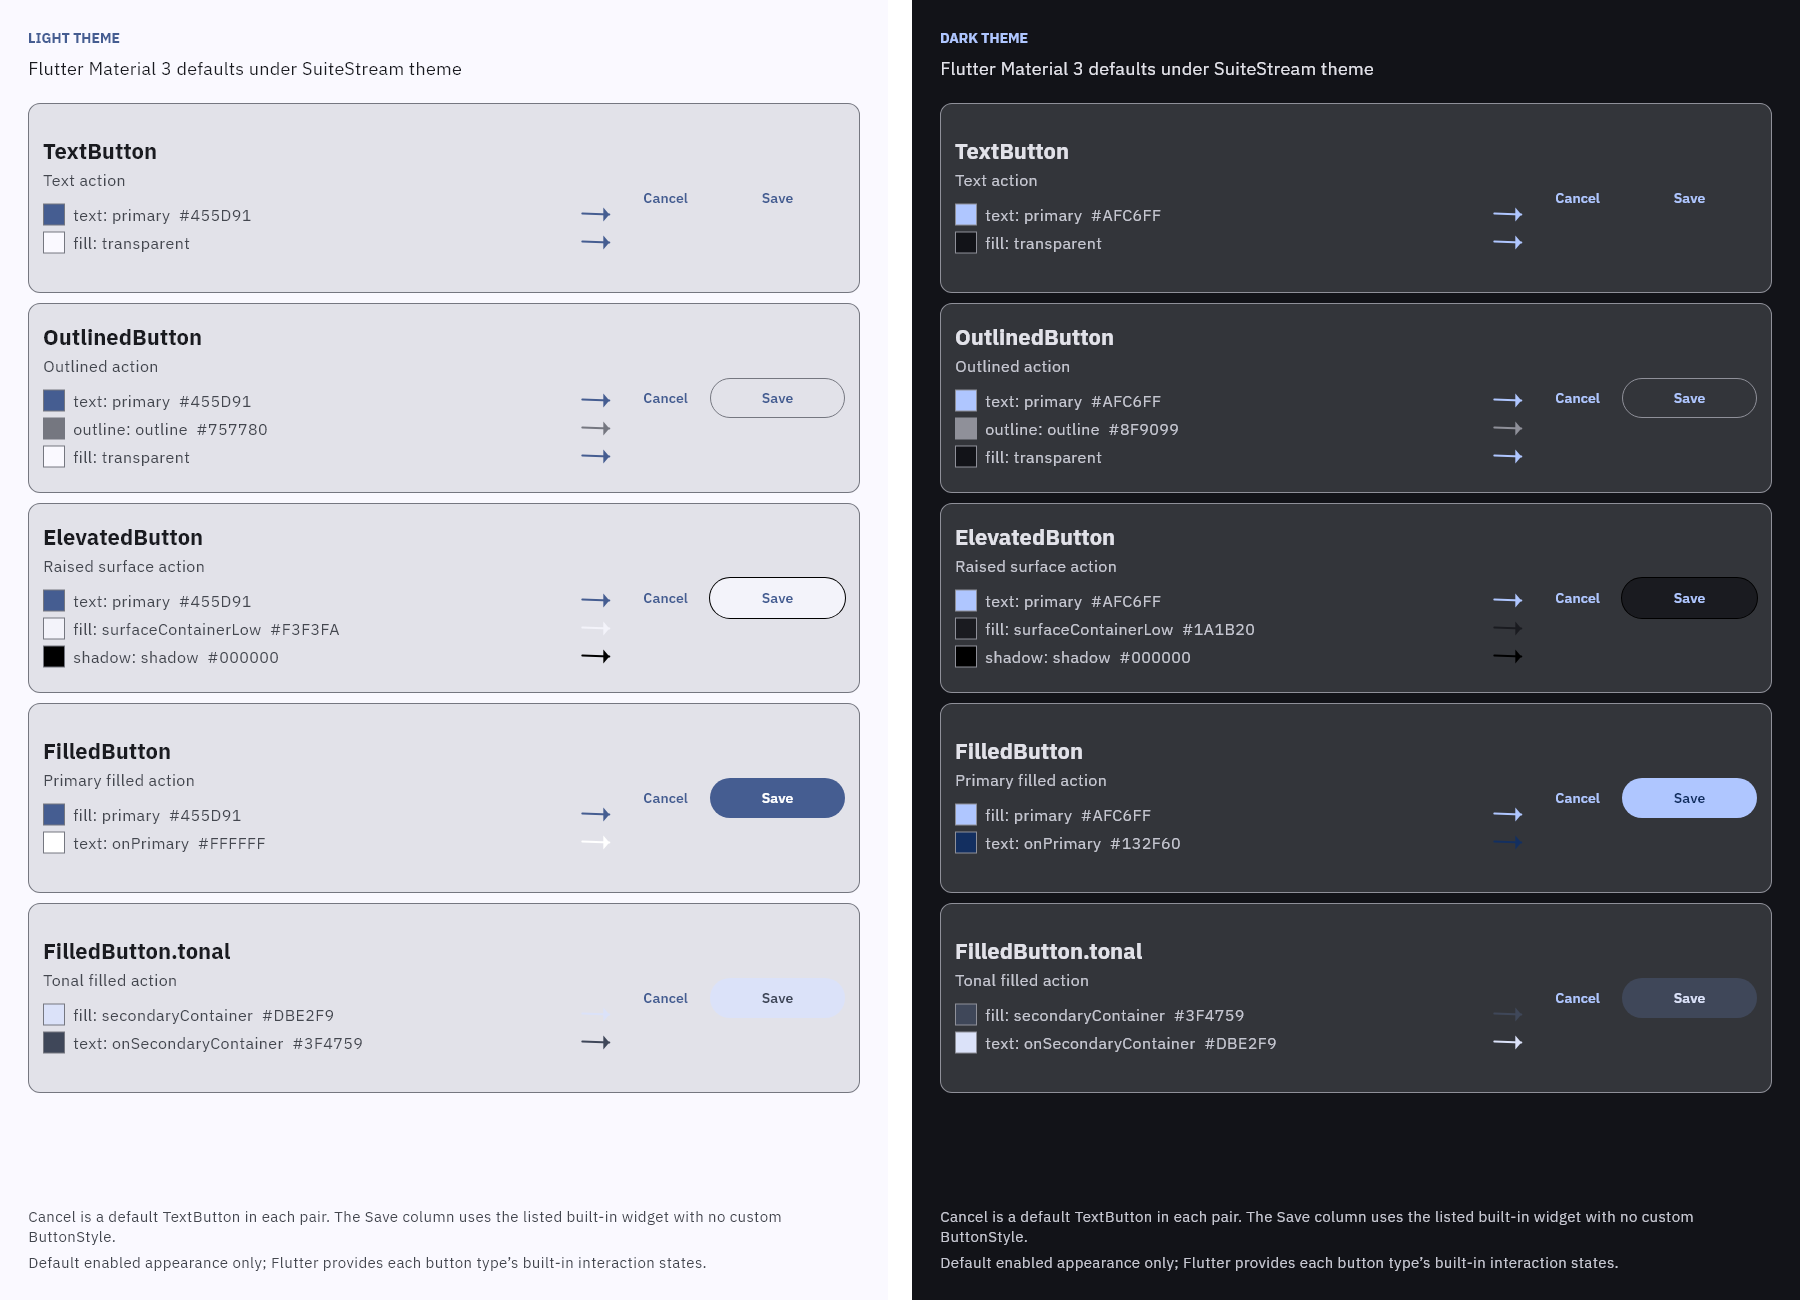 LIGHT THEME
Flutter Material 3 defaults under SuiteStream theme
TextButton
Text action
text: primary #455D91
fill: transparent
Cancel
Save
OutlinedButton
Outlined action
text: primary #455D91
outline: outline #757780
fill: transparent
Cancel
Save
ElevatedButton
Raised surface action
text: primary #455D91
fill: surfaceContainerLow #F3F3FA
shadow: shadow #000000
Cancel
Save
FilledButton
Primary filled action
fill: primary #455D91
text: onPrimary #FFFFFF
Cancel
Save
FilledButton.tonal
Tonal filled action
fill: secondaryContainer #DBE2F9
text: onSecondaryContainer #3F4759
Cancel
Save
Cancel is a default TextButton in each pair. The Save column uses the listed built-in widget with no custom
ButtonStyle.
Default enabled appearance only; Flutter provides each button type’s built-in interaction states.
DARK THEME
Flutter Material 3 defaults under SuiteStream theme
TextButton
Text action
text: primary #AFC6FF
fill: transparent
Cancel
Save
OutlinedButton
Outlined action
text: primary #AFC6FF
outline: outline #8F9099
fill: transparent
Cancel
Save
ElevatedButton
Raised surface action
text: primary #AFC6FF
fill: surfaceContainerLow #1A1B20
shadow: shadow #000000
Cancel
Save
FilledButton
Primary filled action
fill: primary #AFC6FF
text: onPrimary #132F60
Cancel
Save
FilledButton.tonal
Tonal filled action
fill: secondaryContainer #3F4759
text: onSecondaryContainer #DBE2F9
Cancel
Save
Cancel is a default TextButton in each pair. The Save column uses the listed built-in widget with no custom
ButtonStyle.
Default enabled appearance only; Flutter provides each button type’s built-in interaction states.